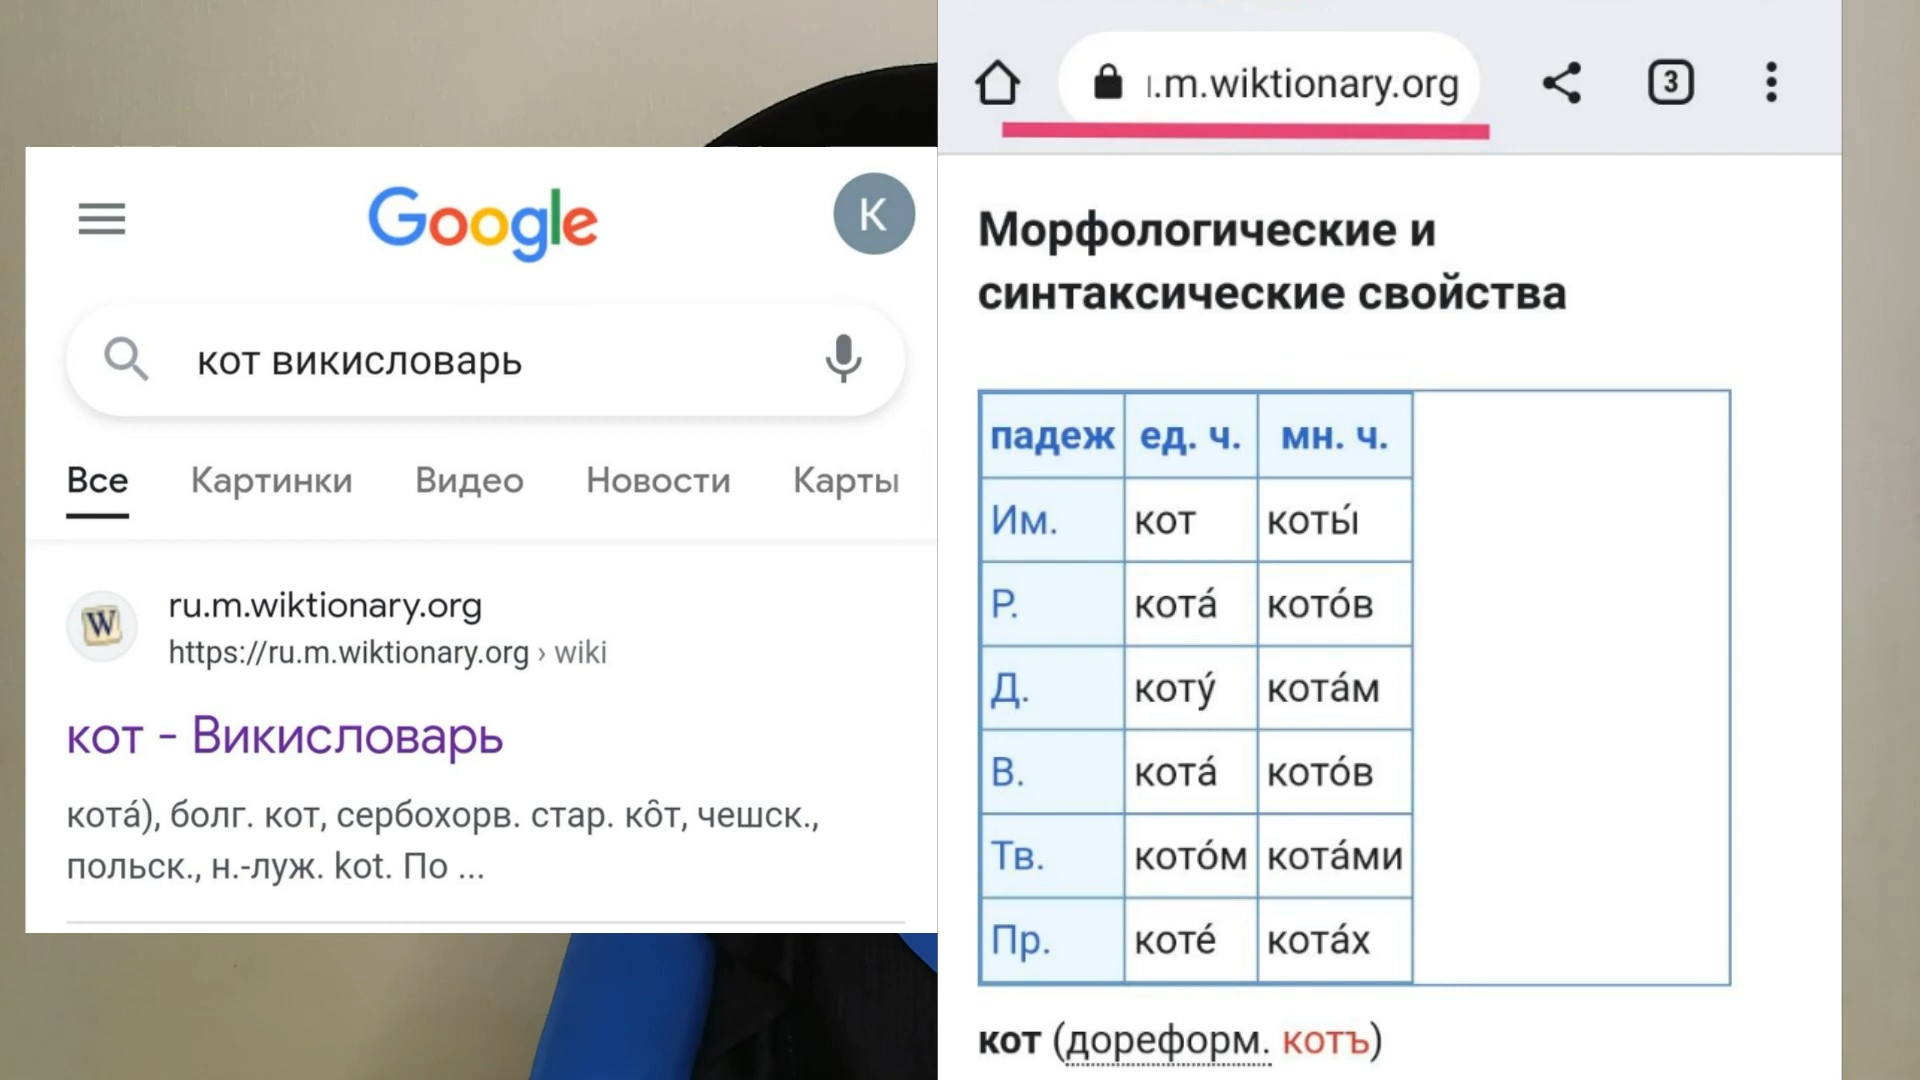 Google
K
кот викисловарь
Все Картинки Видео Новости Карты
W
ru.m.wiktionary.org
https://ru.m.wiktionary.org › wiki
кот - Викисловарь
кота́), болг. кот, сербохорв. стар. ко̂т, чешск.,
польск., н.-луж. kot. По ...
.m.wiktionary.org
3
Морфологические и
синтаксические свойства
падеж ед. ч. мн. ч.
Им. кот коты́
Р. кота́ кото́в
Д. коту́ кота́м
В. кота́ кото́в
Тв. кото́м кота́ми
Пр. коте́ кота́х
кот (дореформ. котъ)